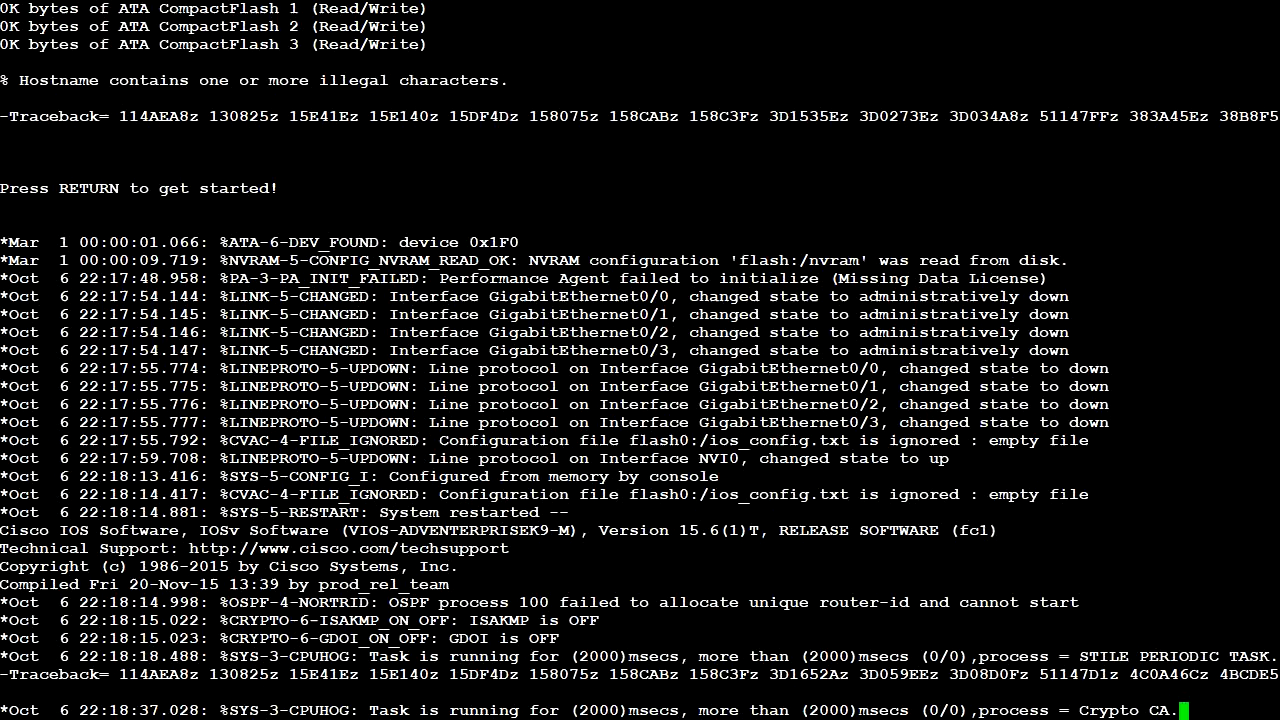 0K bytes of ATA CompactFlash 1 (Read/Write)
0K bytes of ATA CompactFlash 2 (Read/Write)
0K bytes of ATA CompactFlash 3 (Read/Write)
% Hostname contains one or more illegal characters.
-Traceback= 114AEA8z 130825z 15E41Ez 15E140z 15DF4Dz 158075z 158CABz 158C3Fz 3D1535Ez 3D0273Ez 3D034A8z 51147FFz 383A45Ez 38B8F5
Press RETURN to get started!
*Mar  1 00:00:01.066: %ATA-6-DEV_FOUND: device 0x1F0
*Mar  1 00:00:09.719: %NVRAM-5-CONFIG_NVRAM_READ_OK: NVRAM configuration 'flash:/nvram' was read from disk.
*Oct  6 22:17:48.958: %PA-3-PA_INIT_FAILED: Performance Agent failed to initialize (Missing Data License)
*Oct  6 22:17:54.144: %LINK-5-CHANGED: Interface GigabitEthernet0/0, changed state to administratively down
*Oct  6 22:17:54.145: %LINK-5-CHANGED: Interface GigabitEthernet0/1, changed state to administratively down
*Oct  6 22:17:54.146: %LINK-5-CHANGED: Interface GigabitEthernet0/2, changed state to administratively down
*Oct  6 22:17:54.147: %LINK-5-CHANGED: Interface GigabitEthernet0/3, changed state to administratively down
*Oct  6 22:17:55.774: %LINEPROTO-5-UPDOWN: Line protocol on Interface GigabitEthernet0/0, changed state to down
*Oct  6 22:17:55.775: %LINEPROTO-5-UPDOWN: Line protocol on Interface GigabitEthernet0/1, changed state to down
*Oct  6 22:17:55.776: %LINEPROTO-5-UPDOWN: Line protocol on Interface GigabitEthernet0/2, changed state to down
*Oct  6 22:17:55.777: %LINEPROTO-5-UPDOWN: Line protocol on Interface GigabitEthernet0/3, changed state to down
*Oct  6 22:17:55.792: %CVAC-4-FILE_IGNORED: Configuration file flash0:/ios_config.txt is ignored : empty file
*Oct  6 22:17:59.708: %LINEPROTO-5-UPDOWN: Line protocol on Interface NVI0, changed state to up
*Oct  6 22:18:13.416: %SYS-5-CONFIG_I: Configured from memory by console
*Oct  6 22:18:14.417: %CVAC-4-FILE_IGNORED: Configuration file flash0:/ios_config.txt is ignored : empty file
*Oct  6 22:18:14.881: %SYS-5-RESTART: System restarted --
Cisco IOS Software, IOSv Software (VIOS-ADVENTERPRISEK9-M), Version 15.6(1)T, RELEASE SOFTWARE (fc1)
Technical Support: http://www.cisco.com/techsupport
Copyright (c) 1986-2015 by Cisco Systems, Inc.
Compiled Fri 20-Nov-15 13:39 by prod_rel_team
*Oct  6 22:18:14.998: %OSPF-4-NORTRID: OSPF process 100 failed to allocate unique router-id and cannot start
*Oct  6 22:18:15.022: %CRYPTO-6-ISAKMP_ON_OFF: ISAKMP is OFF
*Oct  6 22:18:15.023: %CRYPTO-6-GDOI_ON_OFF: GDOI is OFF
*Oct  6 22:18:18.488: %SYS-3-CPUHOG: Task is running for (2000)msecs, more than (2000)msecs (0/0),process = STILE PERIODIC TASK.
-Traceback= 114AEA8z 130825z 15E41Ez 15E140z 15DF4Dz 158075z 158CABz 158C3Fz 3D1652Az 3D059EEz 3D08D0Fz 51147D1z 4C0A46Cz 4BCDE5
*Oct  6 22:18:37.028: %SYS-3-CPUHOG: Task is running for (2000)msecs, more than (2000)msecs (0/0),process = Crypto CA.